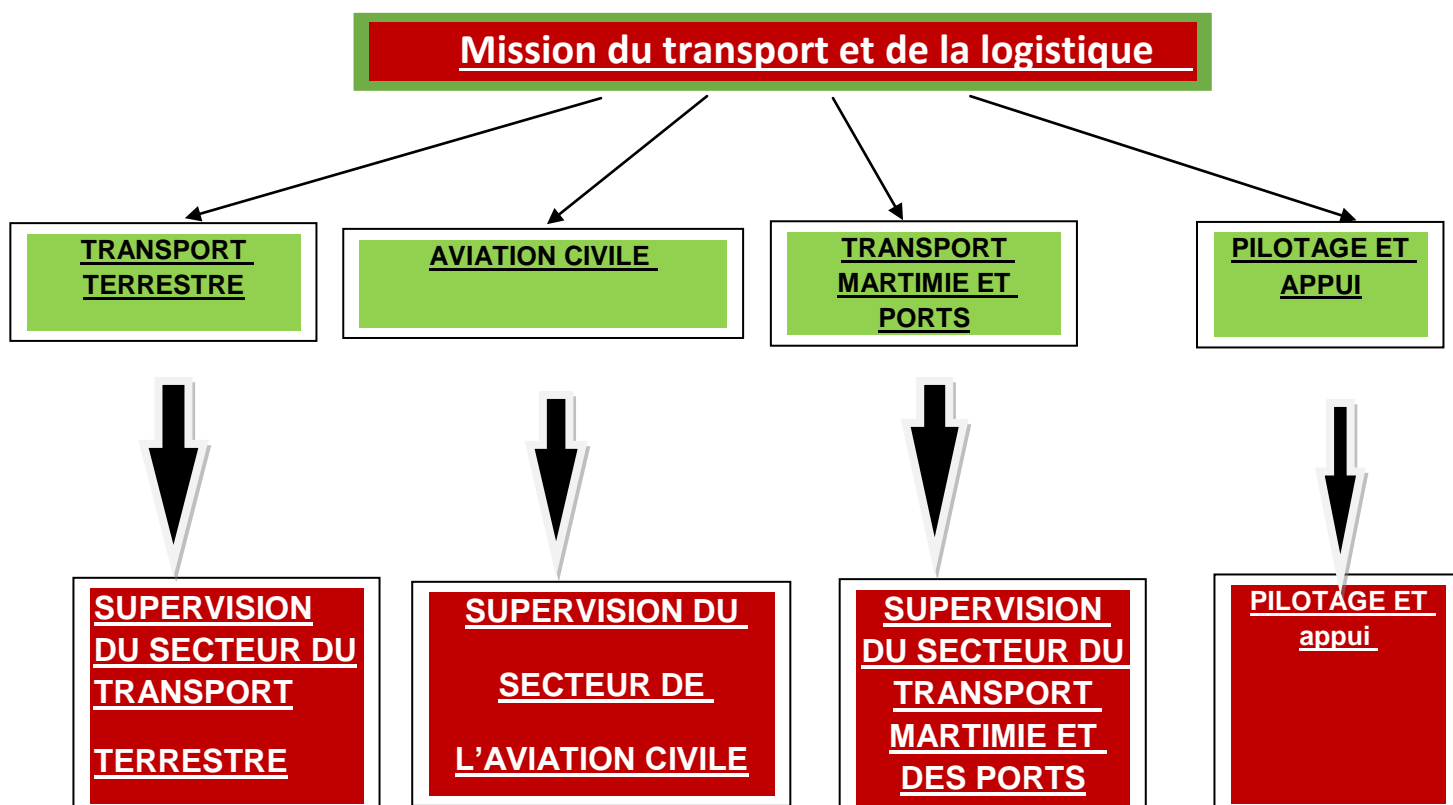 Mission du transport et de la logistique
TRANSPORT
TERRESTRE
AVIATION CIVILE
TRANSPORT
MARTIMIE ET
PORTS
PILOTAGE ET
APPUI
SUPERVISION
DU SECTEUR DU
TRANSPORT
TERRESTRE
SUPERVISION DU
SECTEUR DE
L’AVIATION CIVILE
SUPERVISION
DU SECTEUR DU
TRANSPORT
MARTIMIE ET
DES PORTS
PILOTAGE ET
appui